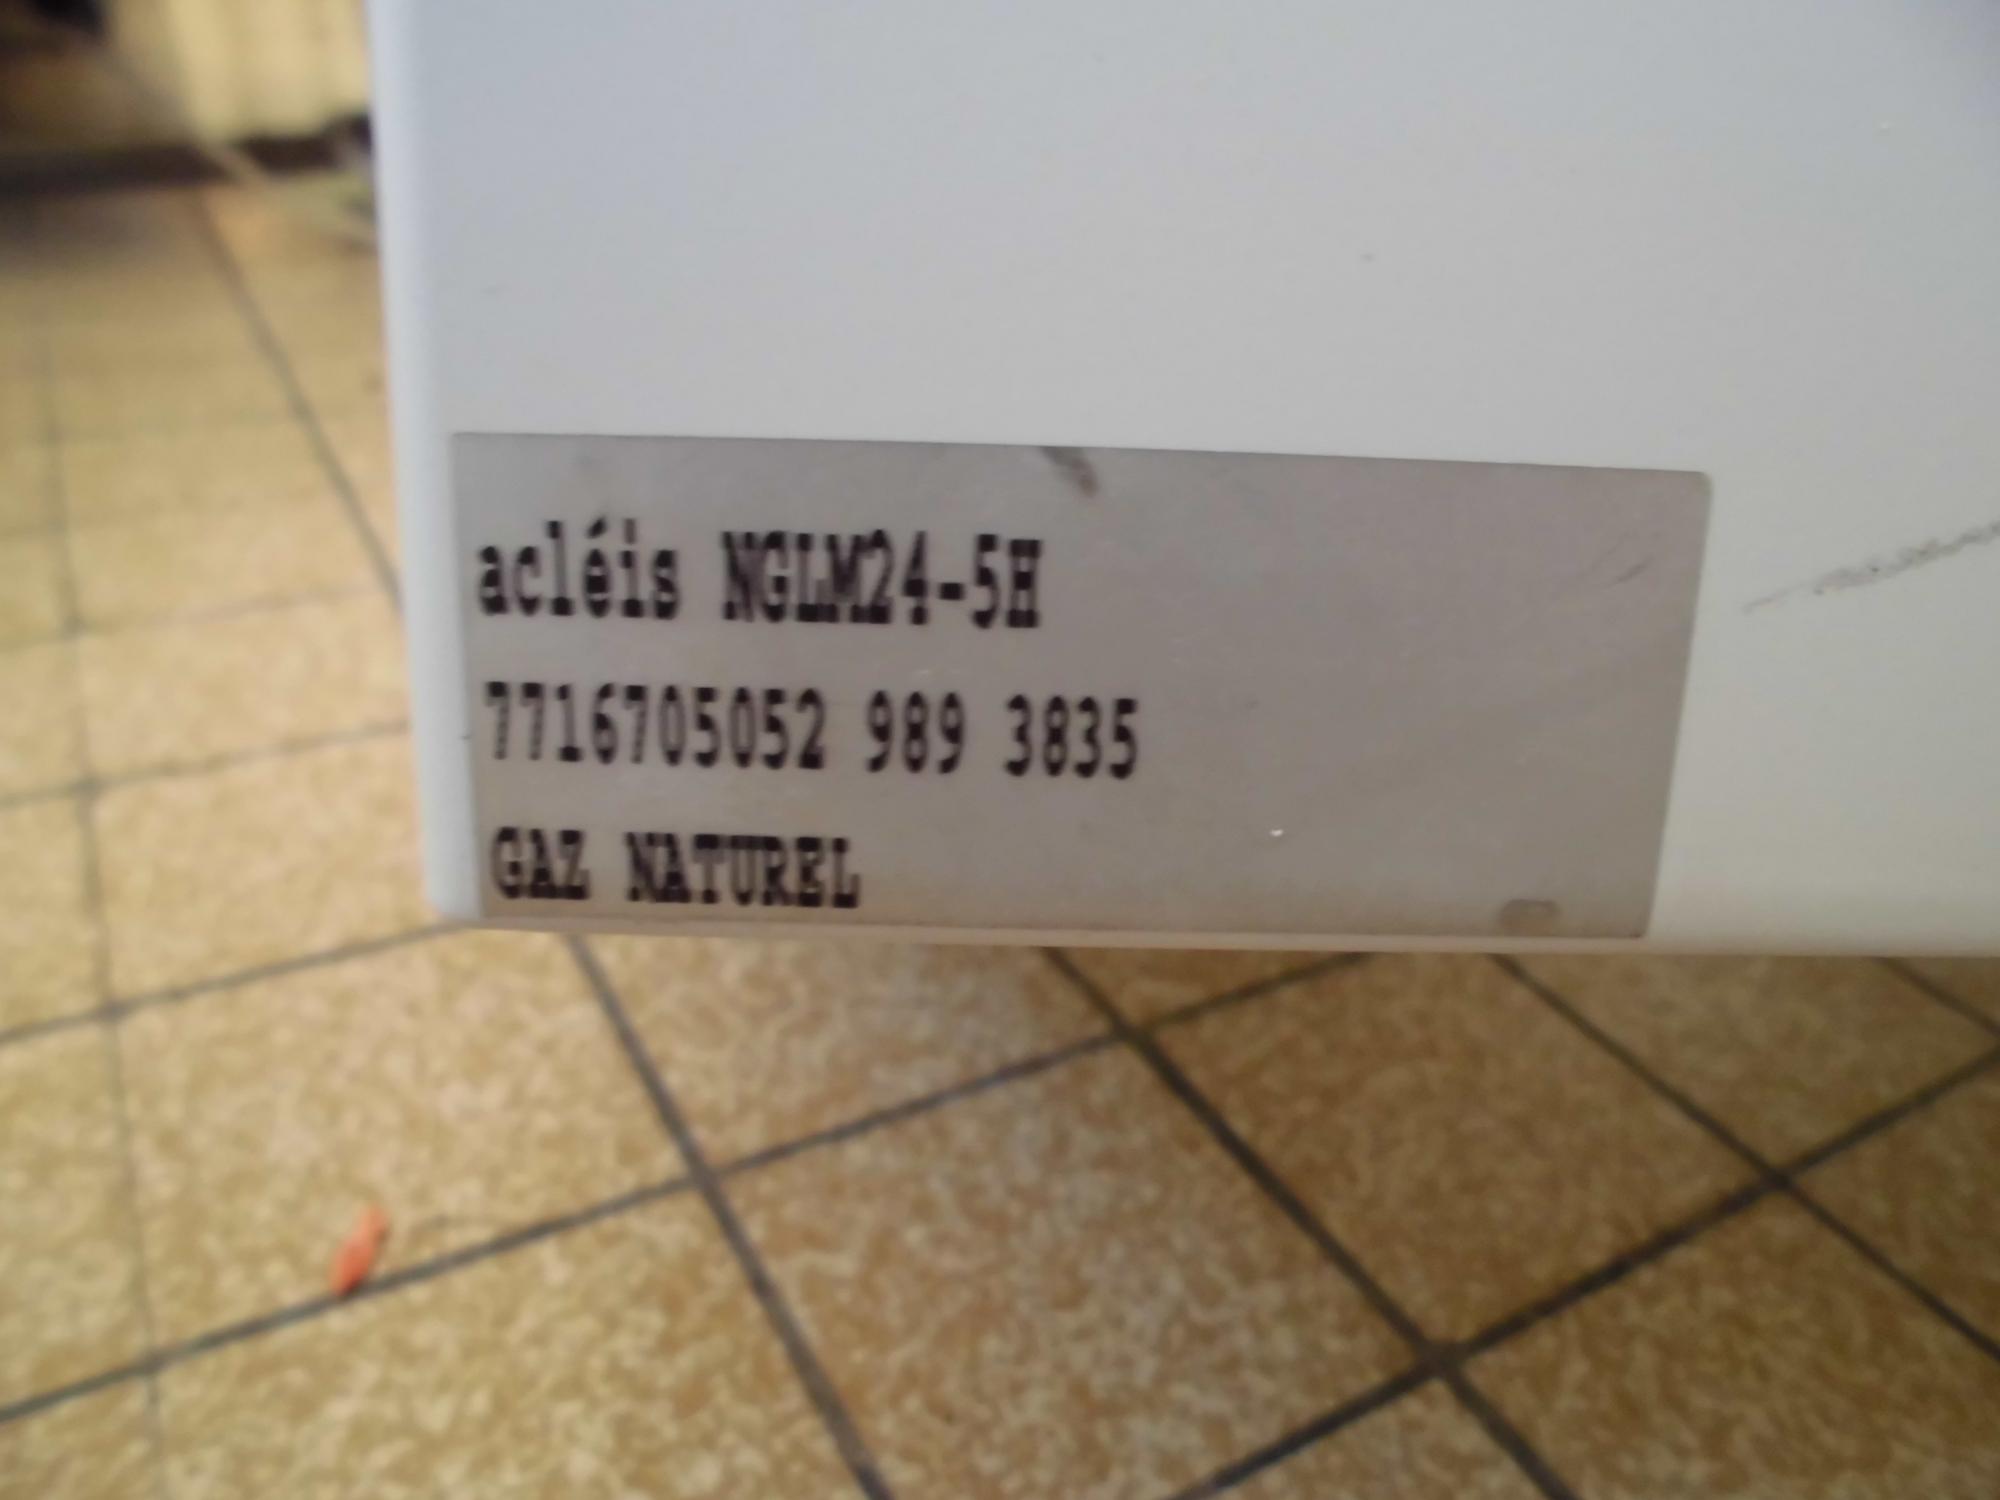 acléis NGLM24-5H
7716705052 989 3835
GAZ NATUREL